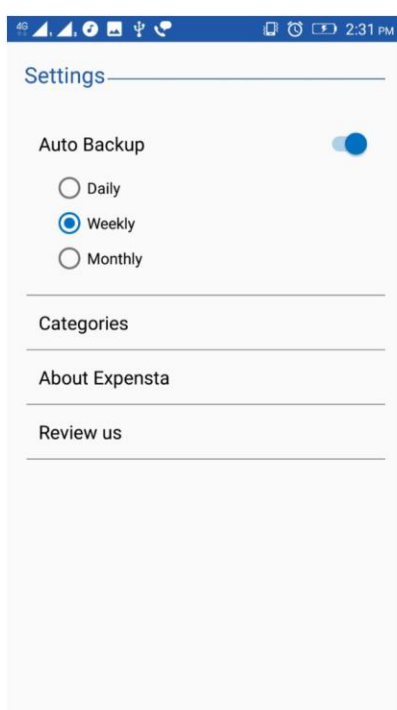 4G 2:31 PM
Settings
Auto Backup
Daily
Weekly
Monthly
Categories
About Expensta
Review us